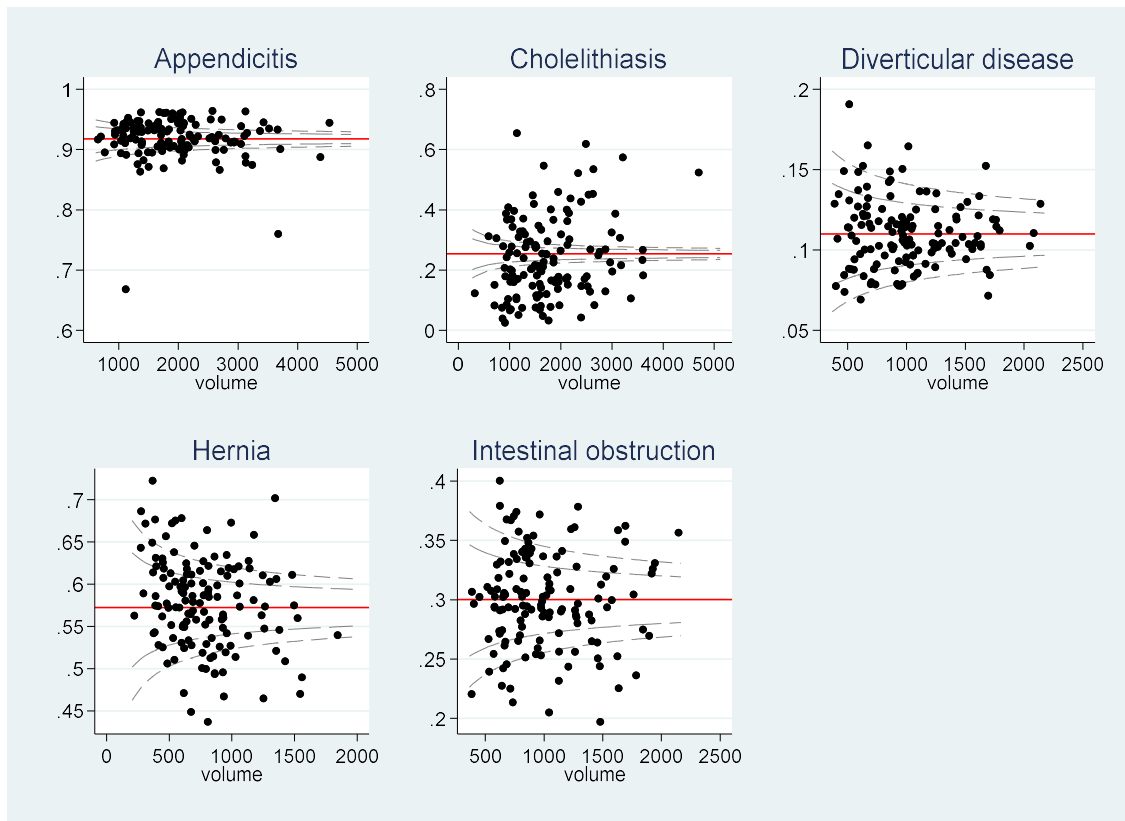 Appendicitis
1
.9
.8
.7
.6
1000 2000 3000 4000 5000
volume
Cholelithiasis
.8
.6
.4
.2
0
0 1000 2000 3000 4000 5000
volume
Diverticular disease
.2
.15
.1
.05
500 1000 1500 2000 2500
volume
Hernia
.7
.65
.6
.55
.5
.45
0 500 1000 1500 2000
volume
Intestinal obstruction
.4
.35
.3
.25
.2
500 1000 1500 2000 2500
volume